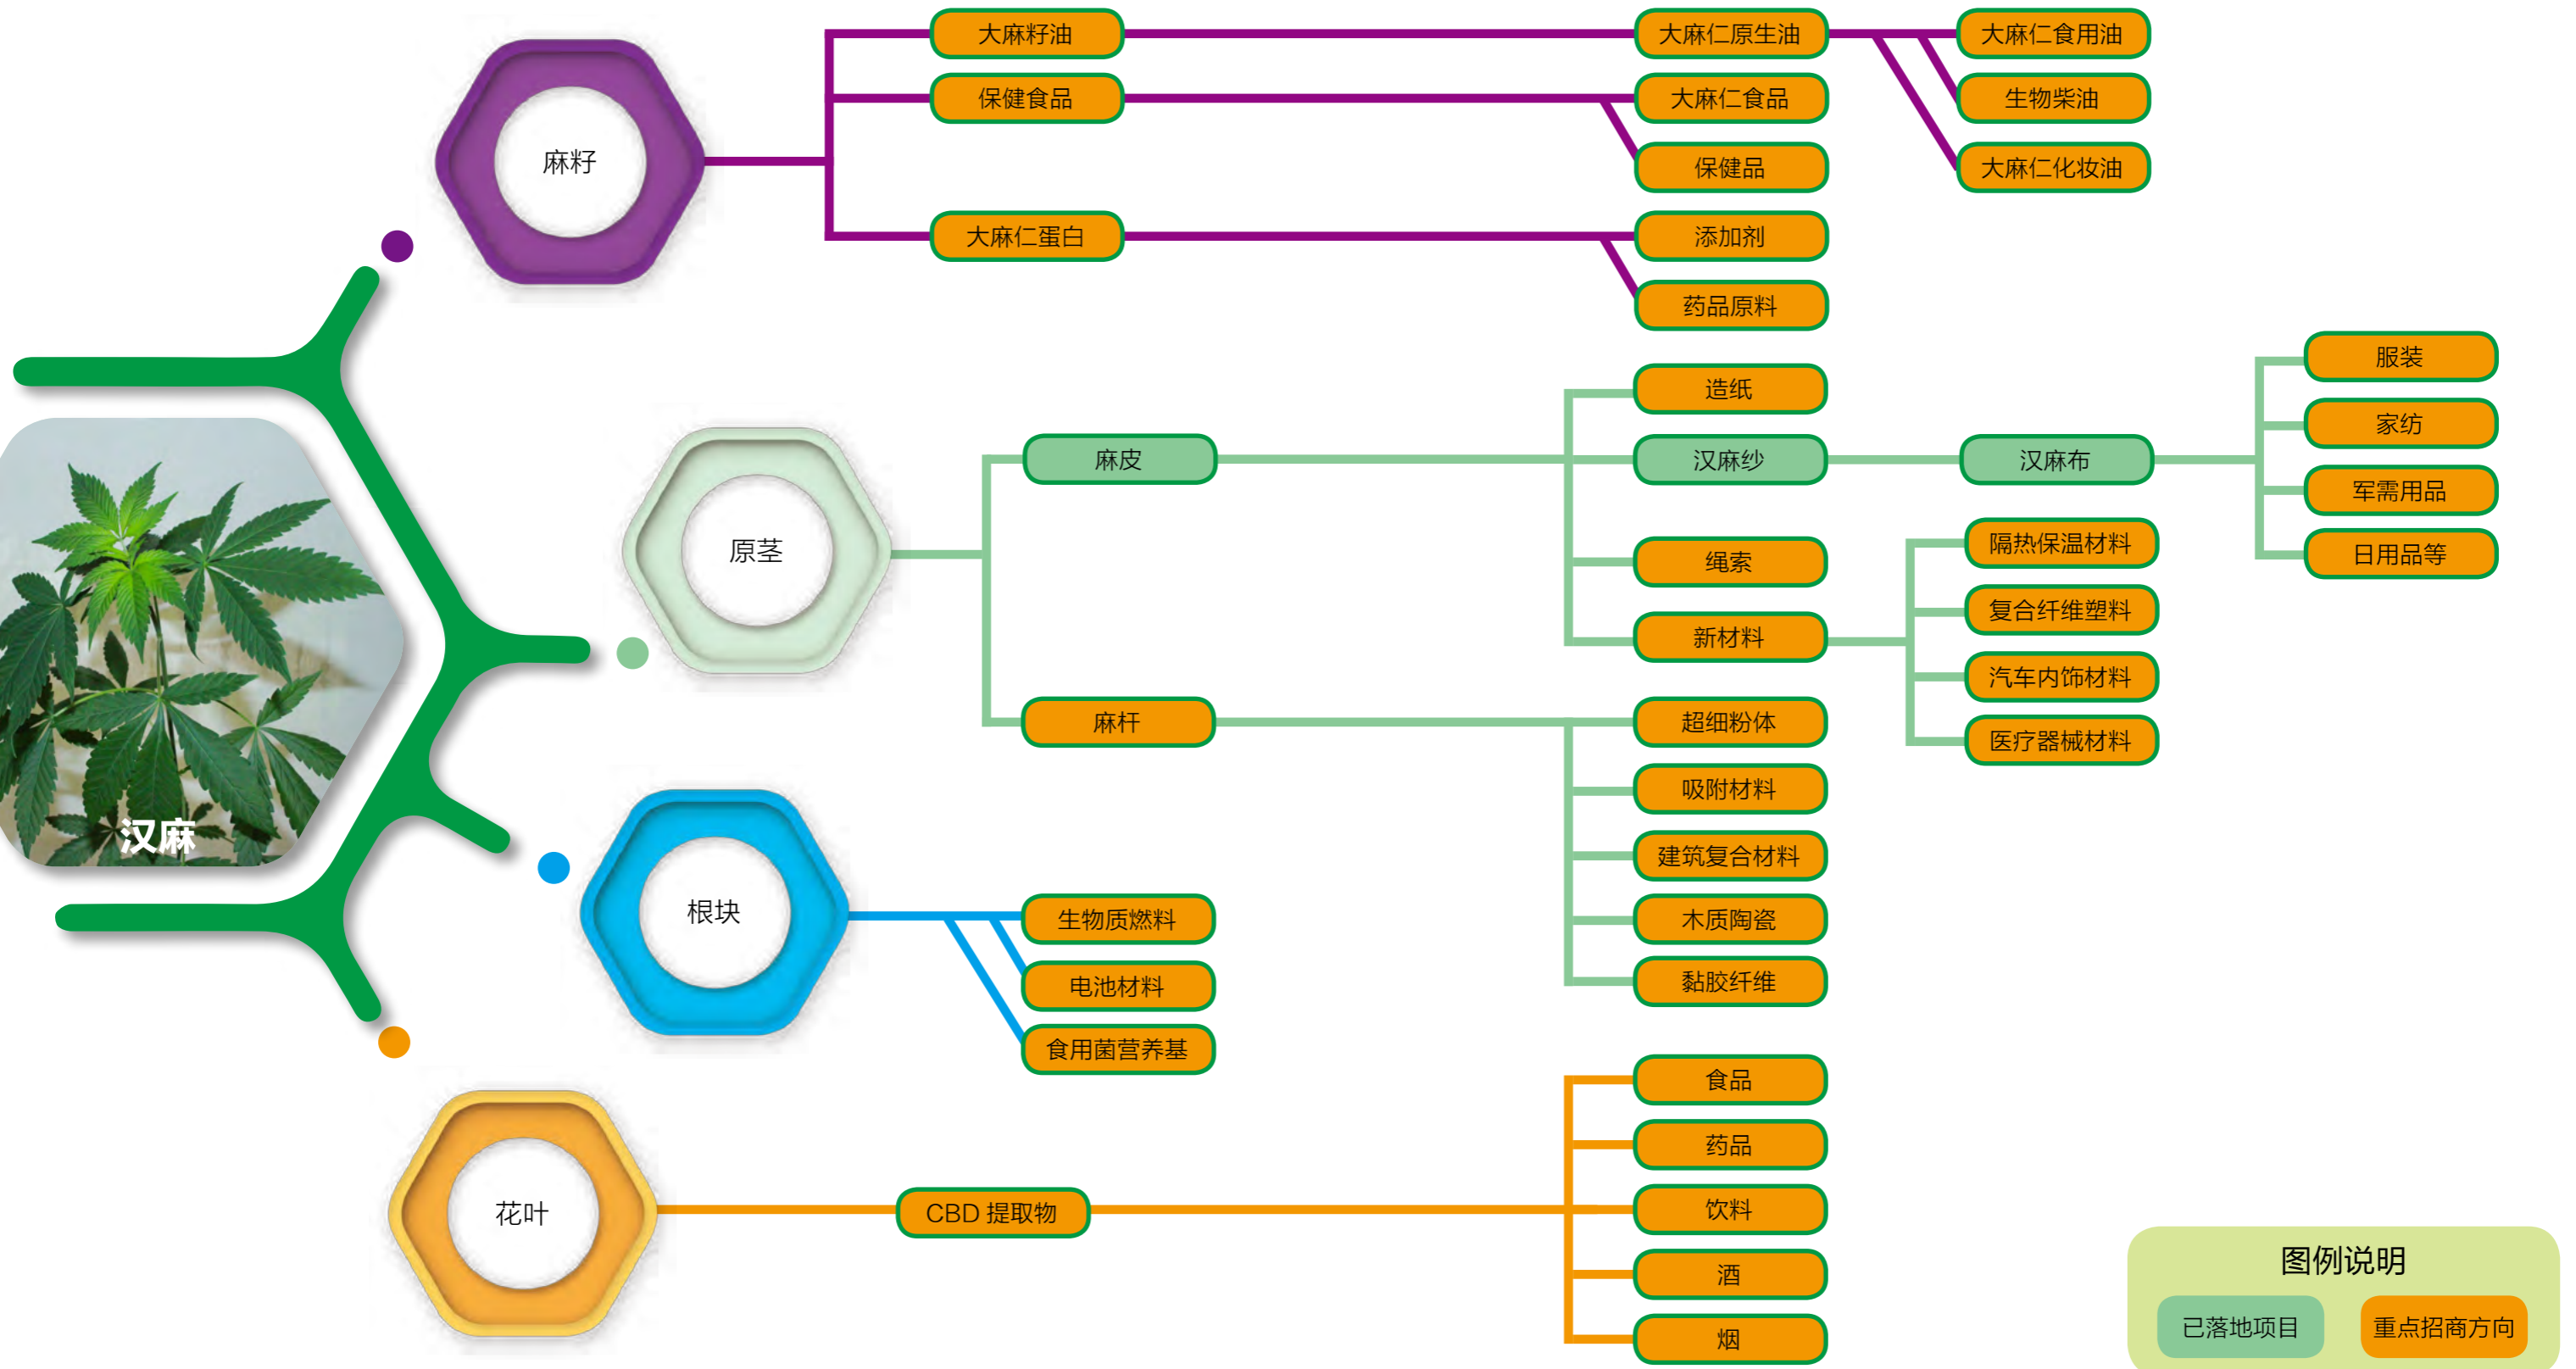 麻籽
大麻籽油
大麻仁原生油
大麻仁食用油
保健食品
大麻仁食品
生物柴油
保健品
大麻仁化妆油
大麻仁蛋白
添加剂
药品原料
原茎
麻皮
造纸
汉麻纱
汉麻布
服装
家纺
军需用品
日用品等
绳索
新材料
隔热保温材料
复合纤维塑料
汽车内饰材料
医疗器械材料
麻杆
超细粉体
吸附材料
建筑复合材料
木质陶瓷
黏胶纤维
汉麻
根块
生物质燃料
电池材料
食用菌营养基
花叶
CBD 提取物
食品
药品
饮料
酒
烟
图例说明
已落地项目
重点招商方向